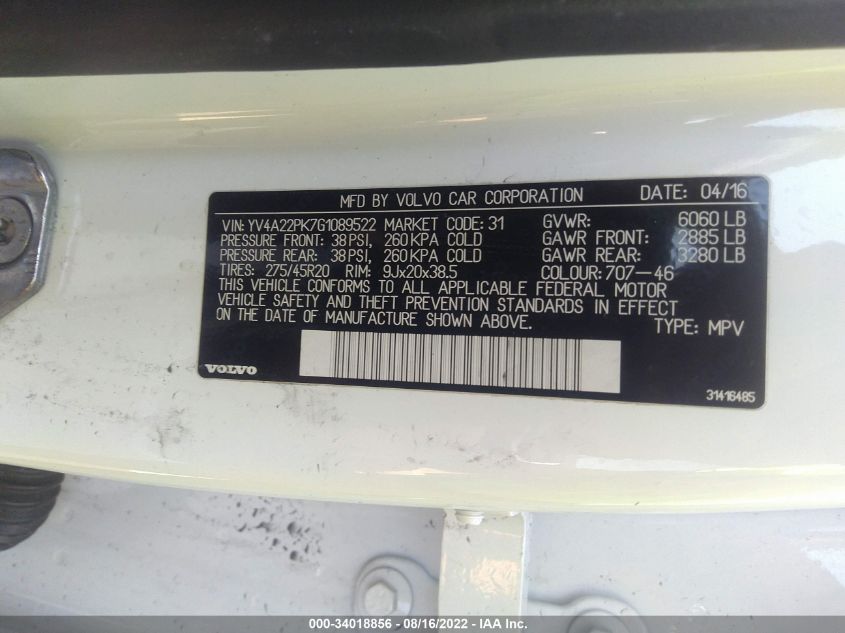 MFD BY VOLVO CAR CORPORATION DATE: 04/16
VIN: YV4A22PK7G1089522 MARKET CODE: 31 GVWR: 6060 LB
PRESSURE FRONT: 38 PSI, 260 KPA COLD GAWR FRONT: 2885 LB
PRESSURE REAR: 38 PSI, 260 KPA COLD GAWR REAR: 3280 LB
TIRES: 275/45R20 RIM: 9Jx20x38.5 COLOUR: 707-46
THIS VEHICLE CONFORMS TO ALL APPLICABLE FEDERAL MOTOR
VEHICLE SAFETY AND THEFT PREVENTION STANDARDS IN EFFECT
ON THE DATE OF MANUFACTURE SHOWN ABOVE. TYPE: MPV
VOLVO
31416485
000-34018856 - 08/16/2022 - IAA Inc.